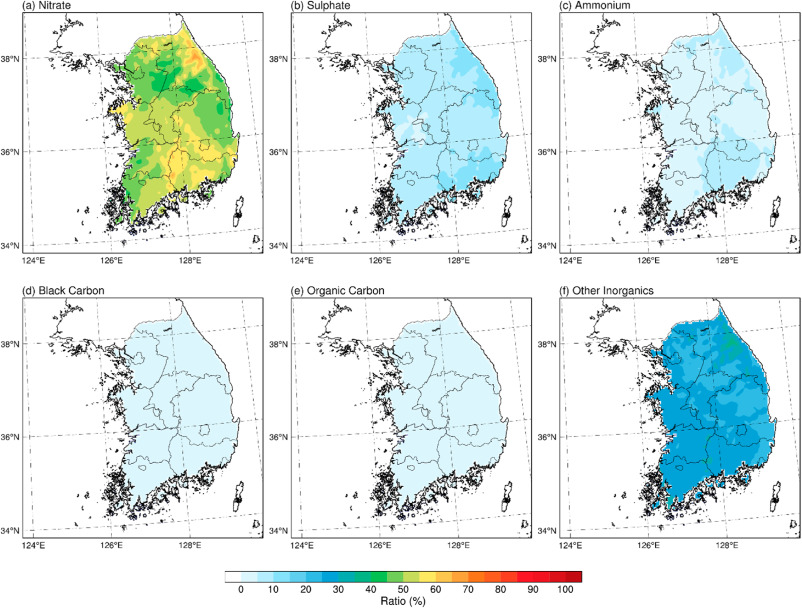 (a) Nitrate
(b) Sulphate
(c) Ammonium
38°N
38°N
38°N
36°N
36°N
36°N
34°N
34°N
34°N
124°E 126°E 128°E
124°E 126°E 128°E
124°E 126°E 128°E
(d) Black Carbon
(e) Organic Carbon
(f) Other Inorganics
38°N
38°N
38°N
36°N
36°N
36°N
34°N
34°N
34°N
124°E 126°E 128°E
124°E 126°E 128°E
124°E 126°E 128°E
0 10 20 30 40 50 60 70 80 90 100
Ratio (%)